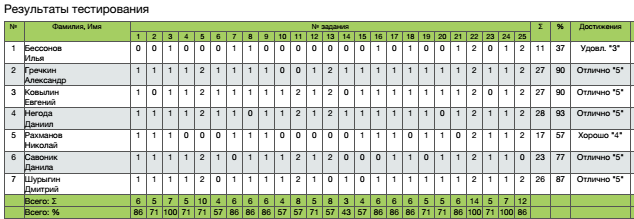 Результаты тестирования
№ Фамилия, Имя № задания Σ % Достижения
1 2 3 4 5 6 7 8 9 10 11 12 13 14 15 16 17 18 19 20 21 22 23 24 25
1 Бессонов 0 0 1 0 0 0 1 1 0 0 0 0 0 0 0 1 0 1 0 0 1 2 0 1 2 11 37 Удовл. "3"
Илья
2 Гречкин 1 1 1 1 2 1 1 1 1 0 0 1 2 1 1 1 1 1 1 1 1 2 1 1 2 27 90 Отлично "5"
Александр
3 Ковылин 1 0 1 1 2 1 1 1 1 1 2 1 2 0 1 1 1 1 1 1 1 2 0 1 2 27 90 Отлично "5"
Евгений
4 Негода 1 1 1 1 2 1 1 0 1 1 2 1 2 1 1 1 1 1 1 0 1 2 1 1 2 28 93 Отлично "5"
Даниил
5 Рахманов 1 1 1 0 0 0 1 1 1 0 0 0 0 0 0 1 1 0 1 1 1 2 1 1 2 17 57 Хорошо "4"
Николай
6 Савоник 1 1 1 1 2 1 0 1 1 1 2 1 0 0 0 0 1 1 0 1 1 2 1 1 2 23 77 Отлично "5"
Данила
7 Шурыгин 1 1 1 1 2 0 1 1 1 1 2 1 2 0 1 0 1 1 1 1 1 2 1 1 2 26 87 Отлично "5"
Дмитрий
Всего: Σ 6 5 7 5 10 4 6 6 6 4 8 5 8 3 4 6 6 6 5 5 6 14 5 7 12
Всего: % 86 71 100 71 71 57 86 86 86 57 57 71 57 43 57 86 86 86 71 71 86 100 71 100 86